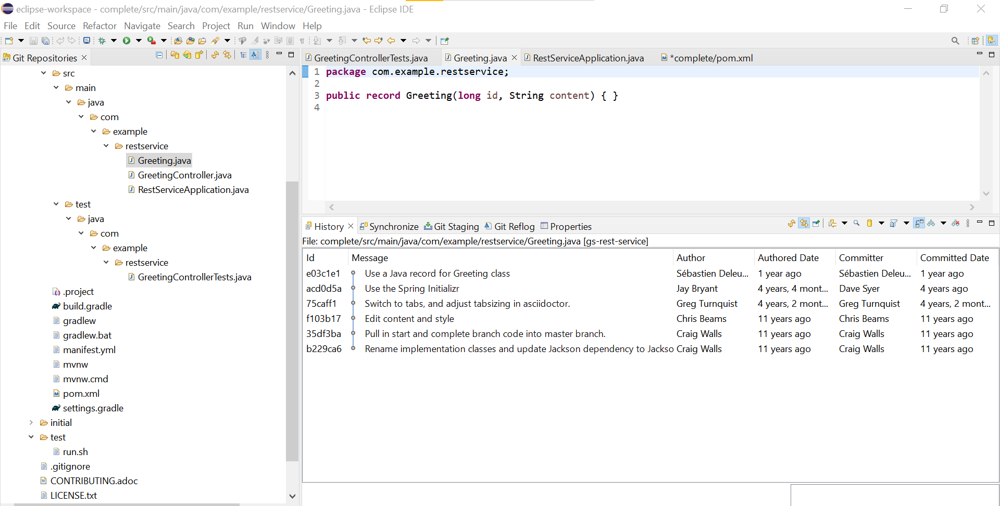 eclipse-workspace - complete/src/main/java/com/example/restservice/Greeting.java - Eclipse IDE
File Edit Source Refactor Navigate Search Project Run Window Help
Git Repositories
src
main
java
com
example
restservice
Greeting.java
GreetingController.java
RestServiceApplication.java
test
java
com
example
restservice
GreetingControllerTests.java
.project
build.gradle
gradlew
gradlew.bat
manifest.yml
mvnw
mvnw.cmd
pom.xml
settings.gradle
initial
test
run.sh
.gitignore
CONTRIBUTING.adoc
LICENSE.txt
GreetingControllerTests.java Greeting.java RestServiceApplication.java *complete/pom.xml
1 package com.example.restservice;
2
3 public record Greeting(long id, String content) { }
4
History Synchronize Git Staging Git Reflog Properties
File: complete/src/main/java/com/example/restservice/Greeting.java [gs-rest-service]
Id Message Author Authored Date Committer Committed Date
e03c1e1 Use a Java record for Greeting class Sébastien Deleu... 1 year ago Sébastien Deleu... 1 year ago
acd0d5a Use the Spring Initializr Jay Bryant 4 years, 4 mont... Dave Syer 4 years ago
75caff1 Switch to tabs, and adjust tabsizing in asciidoctor. Greg Turnquist 4 years, 2 mont... Greg Turnquist 4 years, 2 mont...
f103b17 Edit content and style Chris Beams 11 years ago Chris Beams 11 years ago
35df3ba Pull in start and complete branch code into master branch. Craig Walls 11 years ago Craig Walls 11 years ago
b229ca6 Rename implementation classes and update Jackson dependency to Jackso Craig Walls 11 years ago Craig Walls 11 years ago